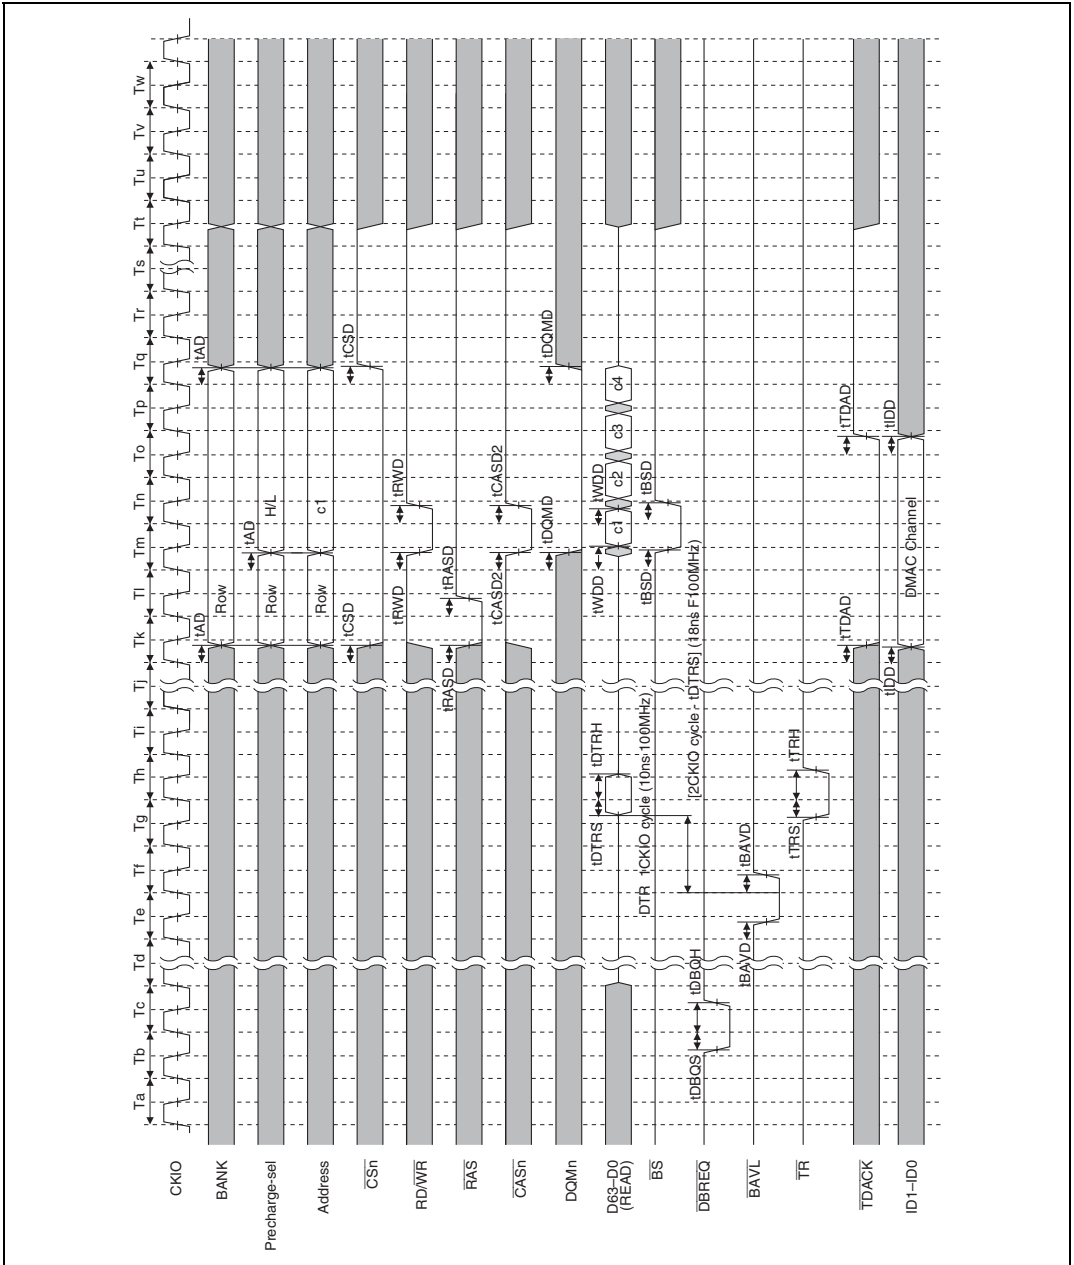 CKIO
BANK
Precharge-sel
Address
CSn
RD/WR
RAS
CASn
DQMn
D63–D0
(READ)
BS
DBREQ
BAVL
TR
TDACK
ID1–ID0
Ta
Tb
Tc
Td
Te
Tf
Tg
Th
Ti
Tj
Tk
Tl
Tm
Tn
To
Tp
Tq
Tr
Ts
Tt
Tu
Tv
Tw
tAD
Row
tAD
Row
tAD
H/L
Row
c1
tCSD
tCSD
tRWD
tRWD
tRASD
tRASD
tCASD2
tCASD2
tDQMD
tDQMD
tDTRS
tDTRH
tWDD
tWDD
c1
c2
c3
c4
DTR 1CKIO cycle (10ns 100MHz)
tBSD
tBSD
[2CKIO cycle - tDTRS] (18ns F100MHz)
tDBQS
tDBQH
tBAVD
tBAVD
tTRS
tTRH
tTDAD
tTDAD
tIDD
tIDD
DMAC Channel